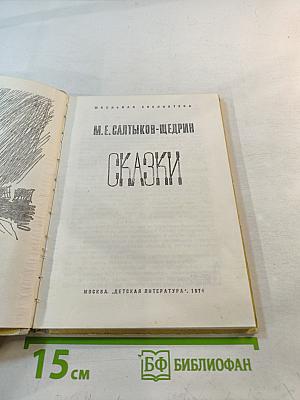 ШКОЛЬНАЯ БИБЛИОТЕКА
М. Е. САЛТЫКОВ-ЩЕДРИН
СКАЗКИ
МОСКВА. „ДЕТСКАЯ ЛИТЕРАТУРА“. 1974
15 см
БФ БИБЛИОФАН